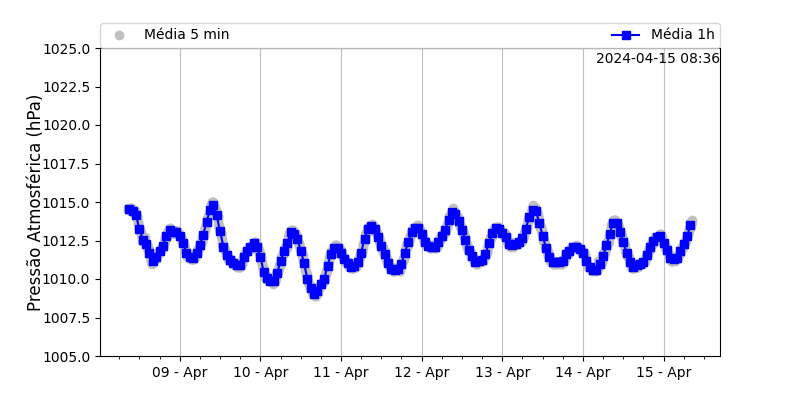 Média 5 min
Média 1h
2024-04-15 08:36
Pressão Atmosférica (hPa)
1025.0
1022.5
1020.0
1017.5
1015.0
1012.5
1010.0
1007.5
1005.0
09 - Apr
10 - Apr
11 - Apr
12 - Apr
13 - Apr
14 - Apr
15 - Apr